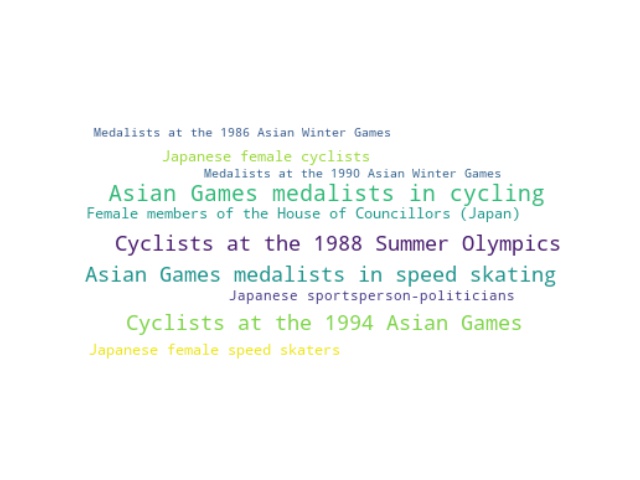 Medalists at the 1986 Asian Winter Games
Japanese female cyclists
Medalists at the 1990 Asian Winter Games
Asian Games medalists in cycling
Female members of the House of Councillors (Japan)
Cyclists at the 1988 Summer Olympics
Asian Games medalists in speed skating
Japanese sportsperson-politicians
Cyclists at the 1994 Asian Games
Japanese female speed skaters